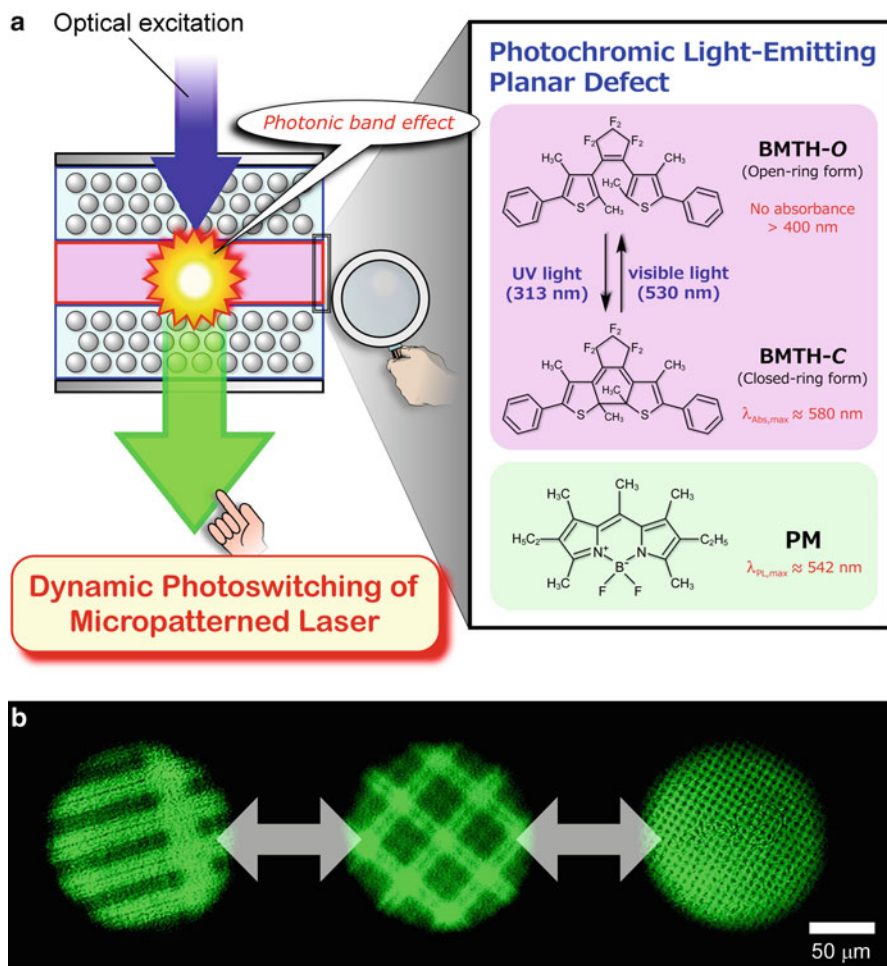 a
Optical excitation
Photonic band effect
Dynamic Photoswitching of
Micropatterned Laser
Photochromic Light-Emitting
Planar Defect
F₂
F₂ F₂
H₃C CH₃
H₃C
S CH₃ S
BMTH-O
(Open-ring form)
No absorbance
> 400 nm
UV light
(313 nm)
visible light
(530 nm)
F₂
F₂ F₂
H₃C CH₃
H₃C
S CH₃ S
BMTH-C
(Closed-ring form)
λAbs,max ≈ 580 nm
CH₃
H₃C CH₃
H₅C₂ C₂H₅
N⁺ N
B⁻
H₃C CH₃
F F
PM
λPL,max ≈ 542 nm
b
50 μm